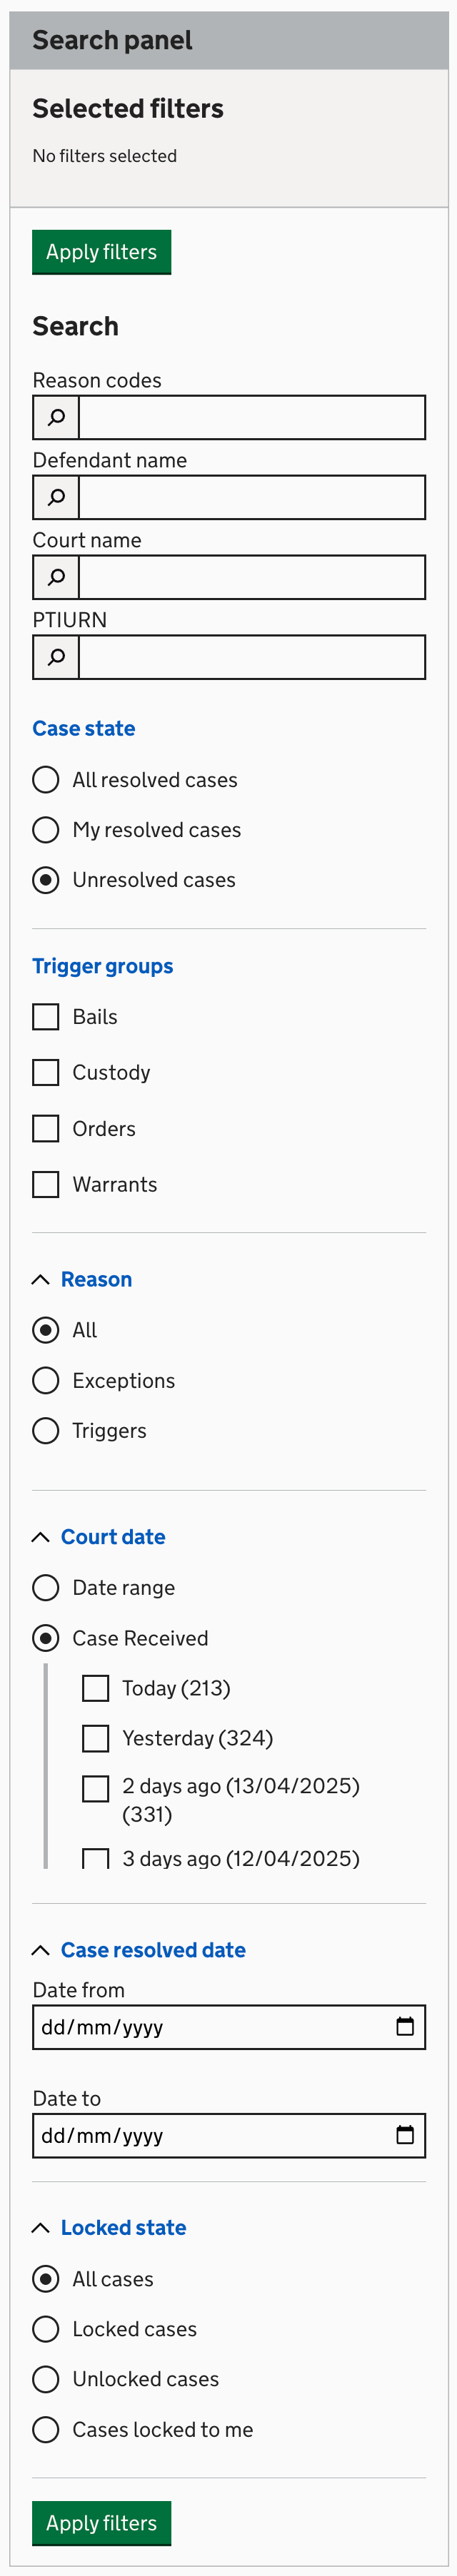 Search panel
Selected filters
No filters selected
Apply filters
Search
Reason codes
Defendant name
Court name
PTIURN
Case state
All resolved cases
My resolved cases
Unresolved cases
Trigger groups
Bails
Custody
Orders
Warrants
Reason
All
Exceptions
Triggers
Court date
Date range
Case Received
Today (213)
Yesterday (324)
2 days ago (13/04/2025)
(331)
3 days ago (12/04/2025)
Case resolved date
Date from
dd/mm/yyyy
Date to
dd/mm/yyyy
Locked state
All cases
Locked cases
Unlocked cases
Cases locked to me
Apply filters